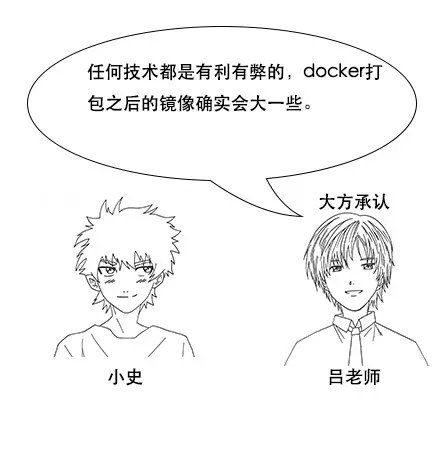 任何技术都是有利有弊的，docker打
包之后的镜像确实会大一些。
大方承认
小史
吕老师